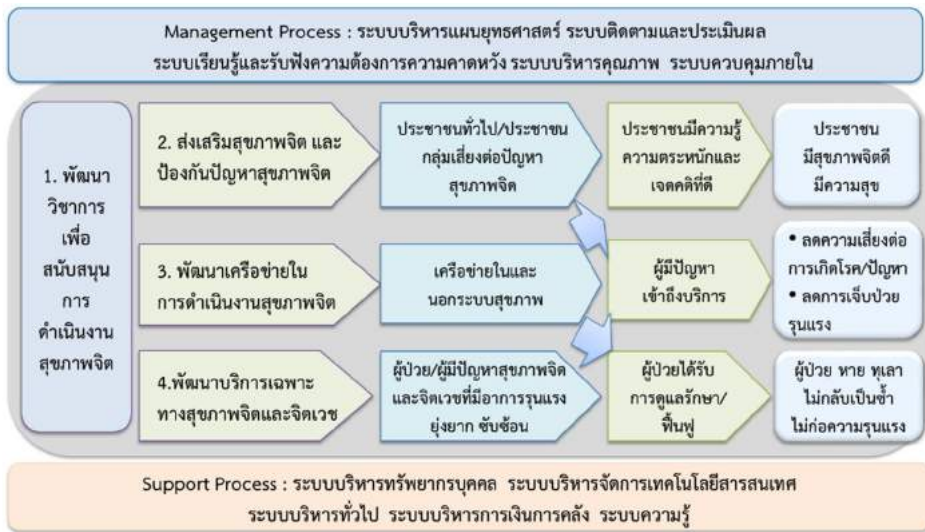 Management Process : ระบบบริหารแผนยุทธศาสตร์ ระบบติดตามและประเมินผล
ระบบเรียนรู้และรับฟังความต้องการความคาดหวัง ระบบบริหารคุณภาพ ระบบควบคุมภายใน
1. พัฒนา
วิชาการ
เพื่อ
สนับสนุน
การ
ดำเนินงาน
สุขภาพจิต
2. ส่งเสริมสุขภาพจิต และ
ป้องกันปัญหาสุขภาพจิต
ประชาชนทั่วไป/ประชาชน
กลุ่มเสี่ยงต่อปัญหา
สุขภาพจิต
ประชาชนมีความรู้
ความตระหนักและ
เจตคติที่ดี
ประชาชน
มีสุขภาพจิตดี
มีความสุข
3. พัฒนาเครือข่ายใน
การดำเนินงานสุขภาพจิต
เครือข่ายในและ
นอกระบบสุขภาพ
ผู้มีปัญหา
เข้าถึงบริการ
• ลดความเสี่ยงต่อ
การเกิดโรค/ปัญหา
• ลดการเจ็บป่วย
รุนแรง
4.พัฒนาบริการเฉพาะ
ทางสุขภาพจิตและจิตเวช
ผู้ป่วย/ผู้มีปัญหาสุขภาพจิต
และจิตเวชที่มีอาการรุนแรง
ยุ่งยาก ซับซ้อน
ผู้ป่วยได้รับ
การดูแลรักษา/
ฟื้นฟู
ผู้ป่วย หาย ทุเลา
ไม่กลับเป็นซ้ำ
ไม่ก่อความรุนแรง
Support Process : ระบบบริหารทรัพยากรบุคคล ระบบบริหารจัดการเทคโนโลยีสารสนเทศ
ระบบบริหารทั่วไป ระบบบริหารการเงินการคลัง ระบบความรู้